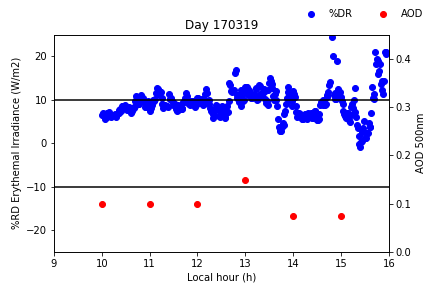 %DR AOD
Day 170319
20
10
0
−10
−20
%RD Erythemal Irradiance (W/m2)
0.4
0.3
0.2
0.1
0.0
AOD 500nm
9 10 11 12 13 14 15 16
Local hour (h)